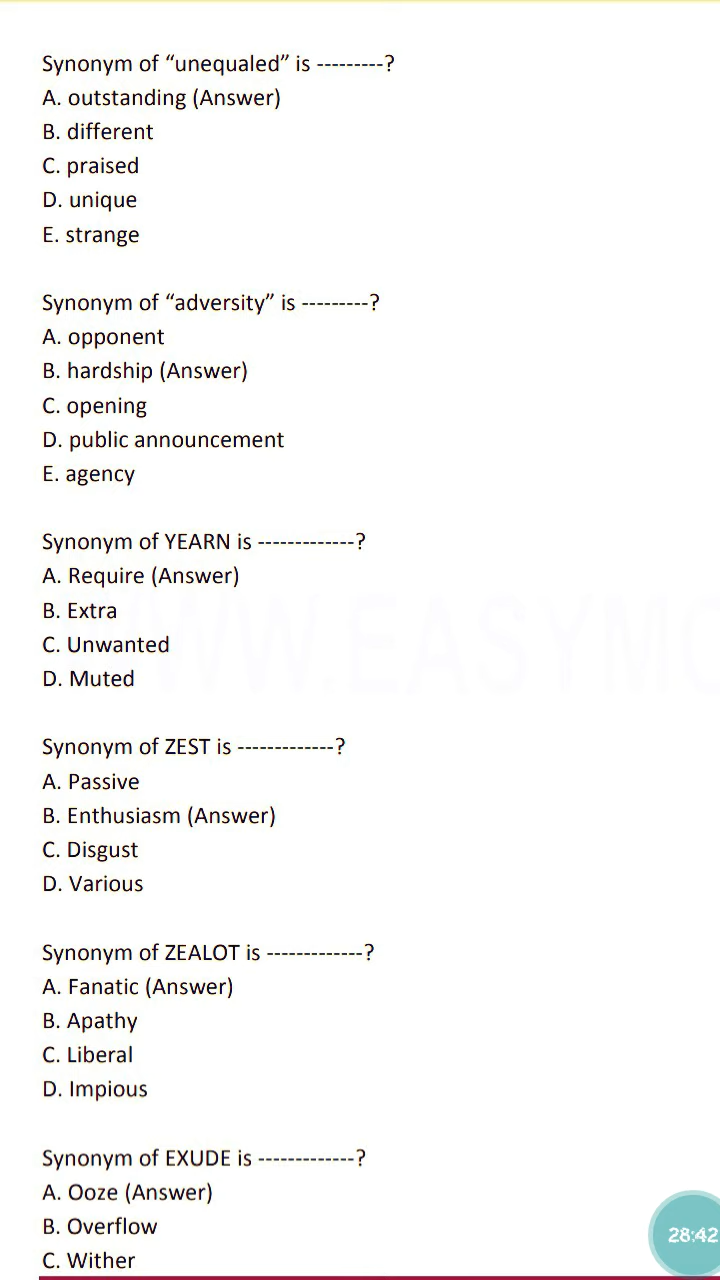 Synonym of “unequaled” is ---------?
A. outstanding (Answer)
B. different
C. praised
D. unique
E. strange
Synonym of “adversity” is ---------?
A. opponent
B. hardship (Answer)
C. opening
D. public announcement
E. agency
Synonym of YEARN is -------------?
A. Require (Answer)
B. Extra
C. Unwanted
D. Muted
WW.EASYMC
Synonym of ZEST is -------------?
A. Passive
B. Enthusiasm (Answer)
C. Disgust
D. Various
Synonym of ZEALOT is -------------?
A. Fanatic (Answer)
B. Apathy
C. Liberal
D. Impious
Synonym of EXUDE is -------------?
A. Ooze (Answer)
B. Overflow
C. Wither
28:42